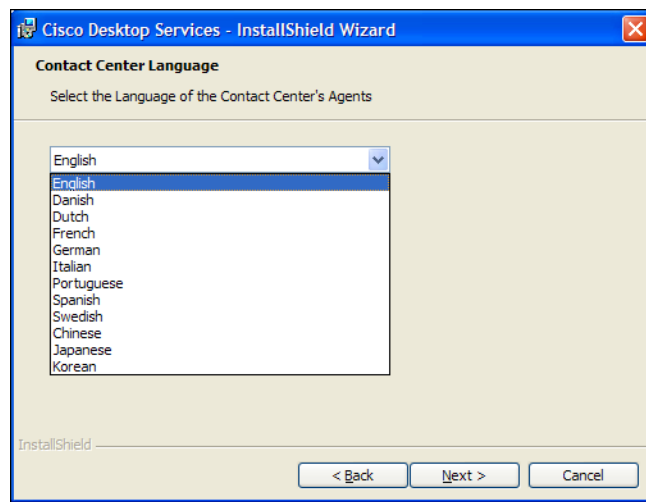 Cisco Desktop Services - InstallShield Wizard
Contact Center Language
Select the Language of the Contact Center's Agents
English
English
Danish
Dutch
French
German
Italian
Portuguese
Spanish
Swedish
Chinese
Japanese
Korean
InstallShield
< Back Next > Cancel